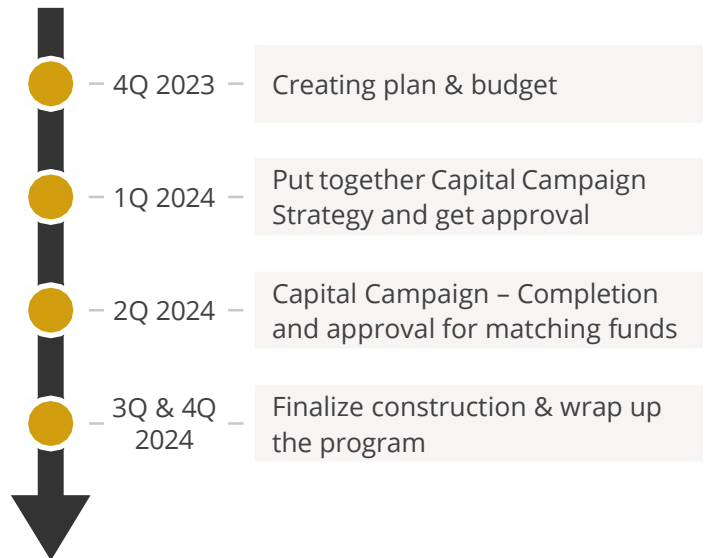 4Q 2023
Creating plan & budget
1Q 2024
Put together Capital Campaign
Strategy and get approval
2Q 2024
Capital Campaign – Completion
and approval for matching funds
3Q & 4Q
2024
Finalize construction & wrap up
the program